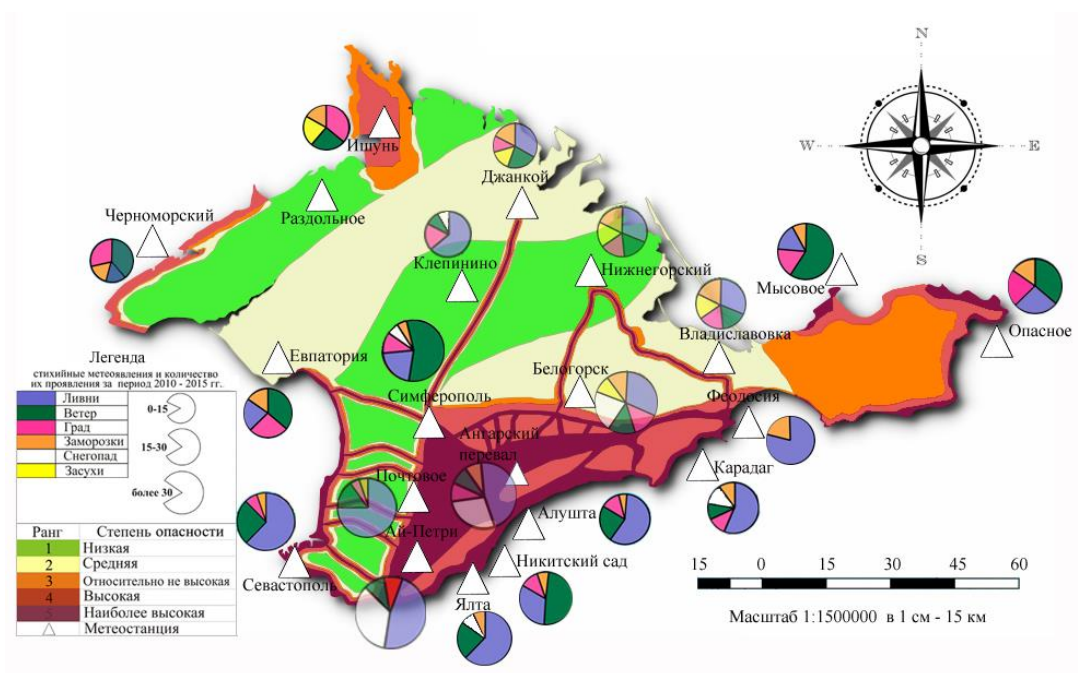 N
W
E
S
Ишунь
Джанкой
Раздольное
Черноморский
Клепинино
Нижнегорский
Мысовое
Опасное
Владиславовка
Евпатория
Белогорск
Симферополь
Феодосия
Ангарский
перевал
Карадаг
Почтовое
Алушта
Ай-Петри
Никитский сад
Севастополь
Ялта
Легенда
стихийные метеоявления и количество
их проявления за период 2010 - 2015 гг.
Ливни
Ветер
Град
Заморозки
Снегопад
Засухи
0-15
15-30
более 30
Ранг Степень опасности
1 Низкая
2 Средняя
3 Относительно не высокая
4 Высокая
5 Наиболее высокая
Метеостанция
15 0 15 30 45 60
Масштаб 1:1500000 в 1 см - 15 км